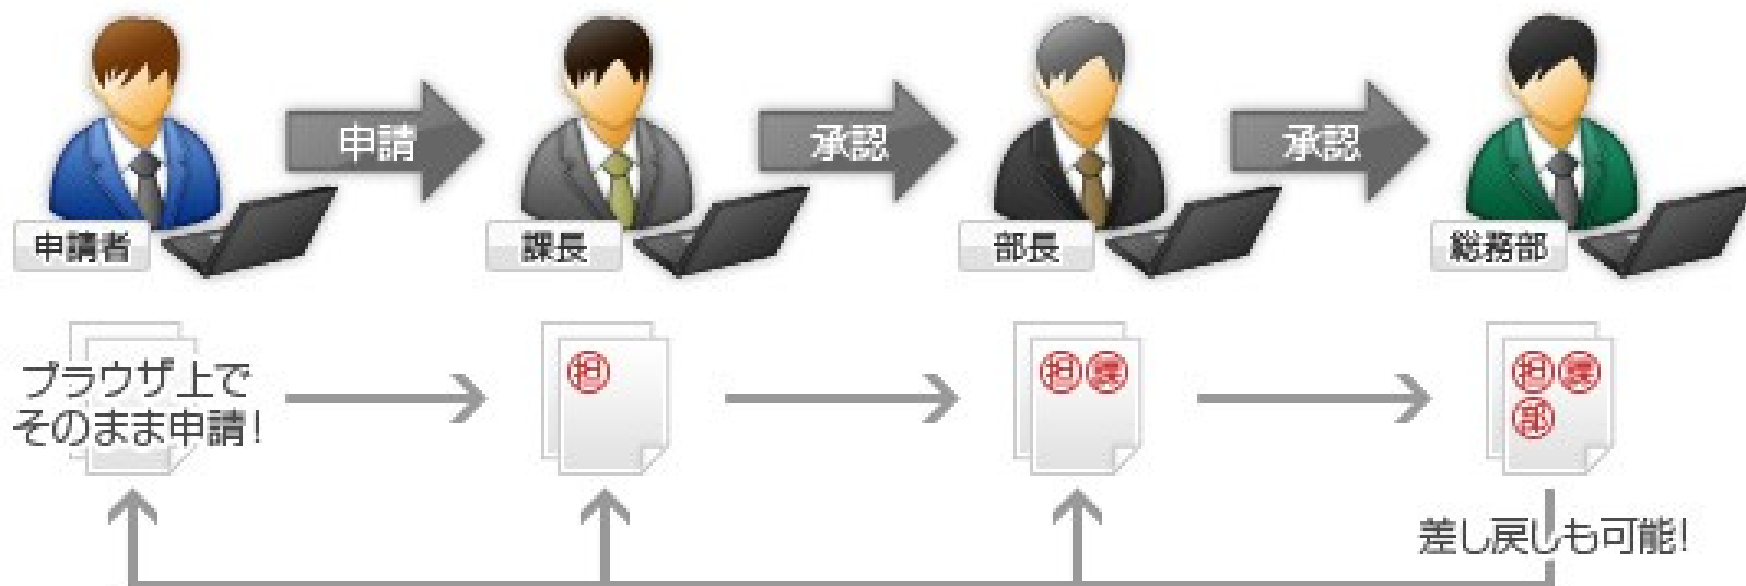 申請
承認
承認
申請者
課長
部長
総務部
ブラウザ上で
そのまま申請!
担
担課
担課
部
差し戻しも可能!